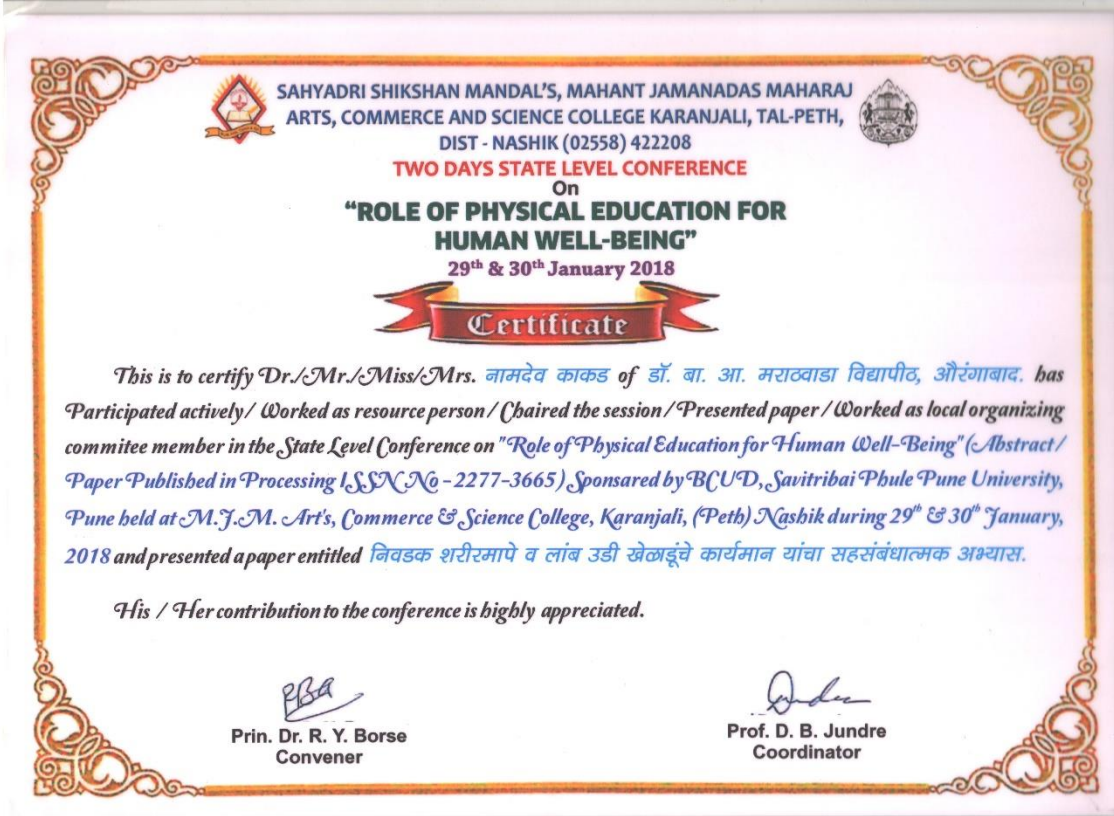 SAHYADRI SHIKSHAN MANDAL'S, MAHANT JAMANADAS MAHARAJ
ARTS, COMMERCE AND SCIENCE COLLEGE KARANJALI, TAL-PETH,
DIST - NASHIK (02558) 422208
TWO DAYS STATE LEVEL CONFERENCE
On
“ROLE OF PHYSICAL EDUCATION FOR
HUMAN WELL-BEING”
29th & 30th January 2018
Certificate
This is to certify Dr./Mr./Miss/Mrs. नामदेव काकड of डॉ. बा. आ. मराठवाडा विद्यापीठ, औरंगाबाद. has
Participated actively/ Worked as resource person/ Chaired the session/ Presented paper / Worked as local organizing
commitee member in the State Level Conference on "Role of Physical Education for Human Well-Being" (Abstract/
Paper Published in Processing ISSN No - 2277-3665) Sponsared by BCUD, Savitribai Phule Pune University,
Pune held at M.J.M. Art's, Commerce & Science College, Karanjali, (Peth) Nashik during 29th & 30th January,
2018 and presented a paper entitled निवडक शरीरमापे व लांब उडी खेळाडूंचे कार्यमान यांचा सहसंबंधात्मक अभ्यास.
His / Her contribution to the conference is highly appreciated.
Prin. Dr. R. Y. Borse
Convener
Prof. D. B. Jundre
Coordinator